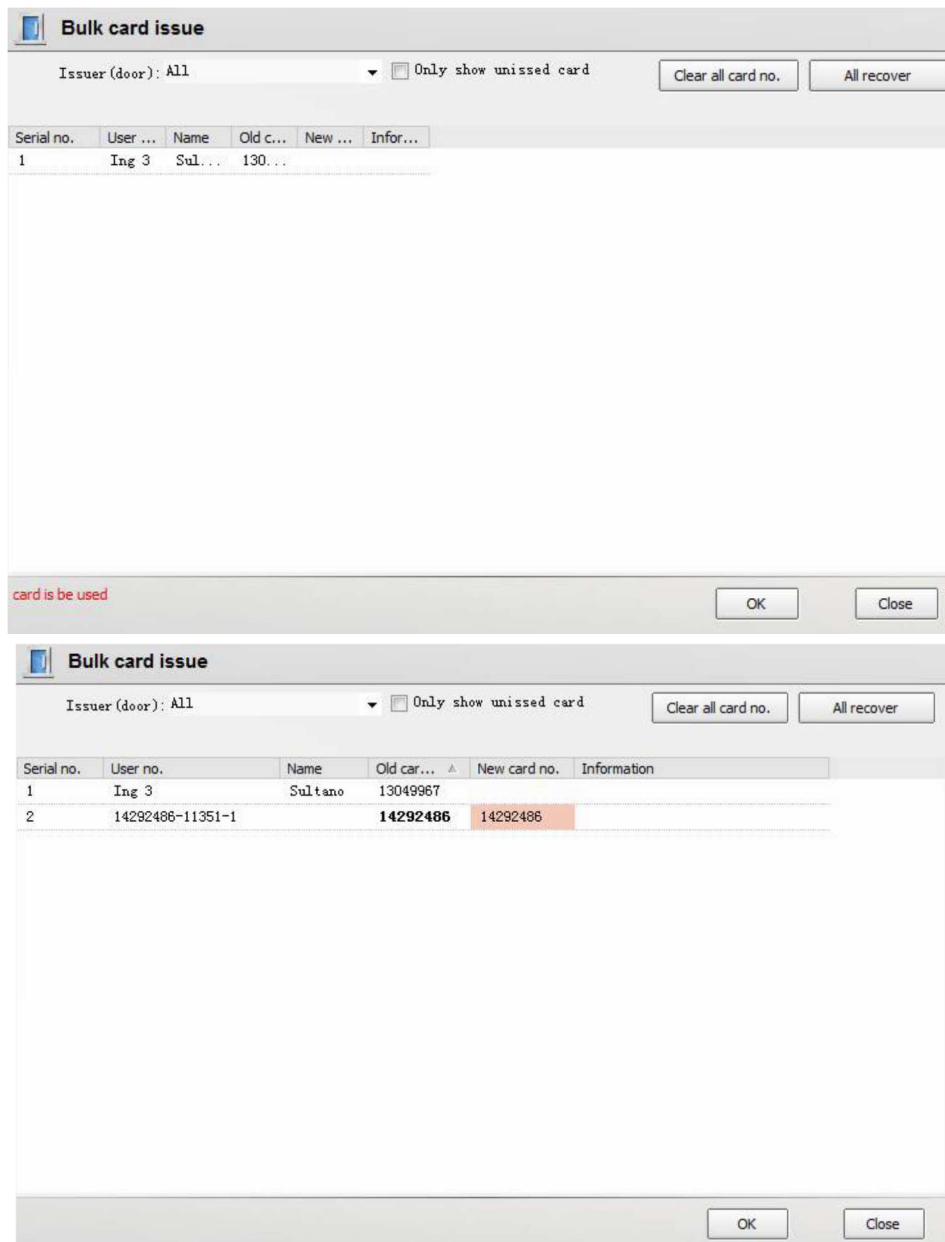 Bulk card issue
Issuer(door): All Only show unissed card Clear all card no. All recover
Serial no. User ... Name Old c... New ... Infor...
1 Ing 3 Sul... 130...
card is be used OK Close
Bulk card issue
Issuer(door): All Only show unissed card Clear all card no. All recover
Serial no. User no. Name Old car... New card no. Information
1 Ing 3 Sultano 13049967
2 14292486-11351-1 14292486 14292486
OK Close